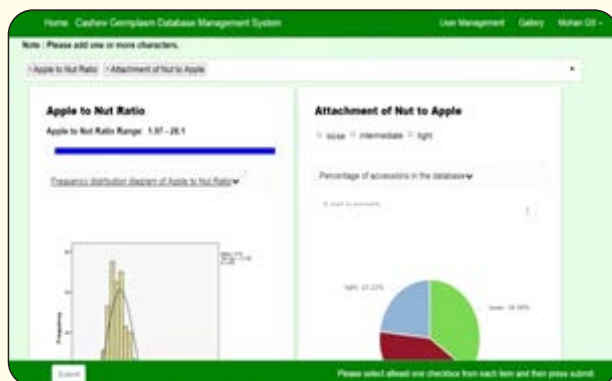 Home Cashew Germplasm Database Management System User Management Gallery Mohan GS
Note : Please add one or more characters.
Apple to Nut Ratio Attachment of Nut to Apple
Apple to Nut Ratio
Apple to Nut Ratio Range: 1.97 - 28.1
Frequency distribution diagram of Apple to Nut Ratio
Frequency
Attachment of Nut to Apple
loose intermediate tight
Percentage of accessions in the database
tight:
loose:
Submit Please select atleast one checkbox from each item and then press submit.